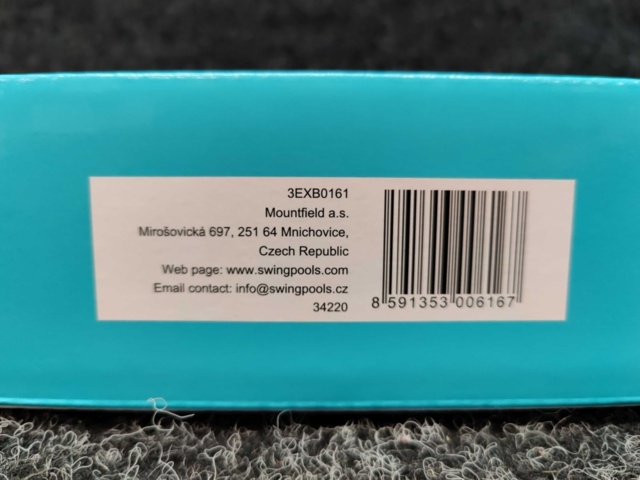 3EXB0161
Mountfield a.s.
Mirošovická 697, 251 64 Mnichovice,
Czech Republic
Web page: www.swingpools.com
Email contact: info@swingpools.cz
34220
8 591353 006167